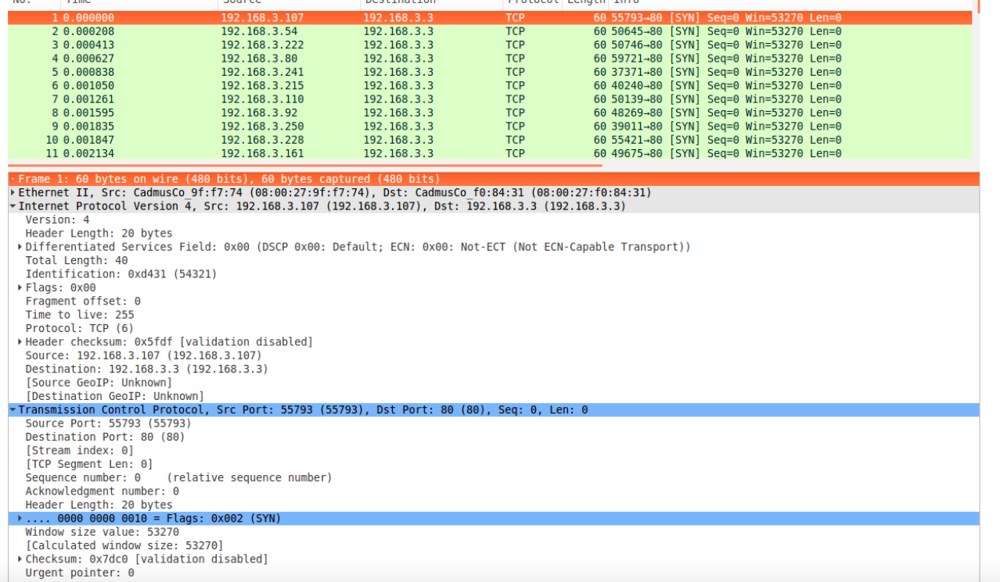 No. Time Source Destination Protocol Length Info
1 0.000000 192.168.3.107 192.168.3.3 TCP 60 55793→80 [SYN] Seq=0 Win=53270 Len=0
2 0.000208 192.168.3.54 192.168.3.3 TCP 60 50645→80 [SYN] Seq=0 Win=53270 Len=0
3 0.000413 192.168.3.222 192.168.3.3 TCP 60 50746→80 [SYN] Seq=0 Win=53270 Len=0
4 0.000627 192.168.3.80 192.168.3.3 TCP 60 59721→80 [SYN] Seq=0 Win=53270 Len=0
5 0.000838 192.168.3.241 192.168.3.3 TCP 60 37371→80 [SYN] Seq=0 Win=53270 Len=0
6 0.001050 192.168.3.215 192.168.3.3 TCP 60 40240→80 [SYN] Seq=0 Win=53270 Len=0
7 0.001261 192.168.3.110 192.168.3.3 TCP 60 50139→80 [SYN] Seq=0 Win=53270 Len=0
8 0.001595 192.168.3.92 192.168.3.3 TCP 60 48269→80 [SYN] Seq=0 Win=53270 Len=0
9 0.001835 192.168.3.250 192.168.3.3 TCP 60 39011→80 [SYN] Seq=0 Win=53270 Len=0
10 0.001847 192.168.3.228 192.168.3.3 TCP 60 55421→80 [SYN] Seq=0 Win=53270 Len=0
11 0.002134 192.168.3.161 192.168.3.3 TCP 60 49675→80 [SYN] Seq=0 Win=53270 Len=0
Frame 1: 60 bytes on wire (480 bits), 60 bytes captured (480 bits)
Ethernet II, Src: CadmusCo_9f:f7:74 (08:00:27:9f:f7:74), Dst: CadmusCo_f0:84:31 (08:00:27:f0:84:31)
Internet Protocol Version 4, Src: 192.168.3.107 (192.168.3.107), Dst: 192.168.3.3 (192.168.3.3)
Version: 4
Header Length: 20 bytes
Differentiated Services Field: 0x00 (DSCP 0x00: Default; ECN: 0x00: Not-ECT (Not ECN-Capable Transport))
Total Length: 40
Identification: 0xd431 (54321)
Flags: 0x00
Fragment offset: 0
Time to live: 255
Protocol: TCP (6)
Header checksum: 0x5fdf [validation disabled]
Source: 192.168.3.107 (192.168.3.107)
Destination: 192.168.3.3 (192.168.3.3)
[Source GeoIP: Unknown]
[Destination GeoIP: Unknown]
Transmission Control Protocol, Src Port: 55793 (55793), Dst Port: 80 (80), Seq: 0, Len: 0
Source Port: 55793 (55793)
Destination Port: 80 (80)
[Stream index: 0]
[TCP Segment Len: 0]
Sequence number: 0 (relative sequence number)
Acknowledgment number: 0
Header Length: 20 bytes
.... 0000 0000 0010 = Flags: 0x002 (SYN)
Window size value: 53270
[Calculated window size: 53270]
Checksum: 0x7dc0 [validation disabled]
Urgent pointer: 0